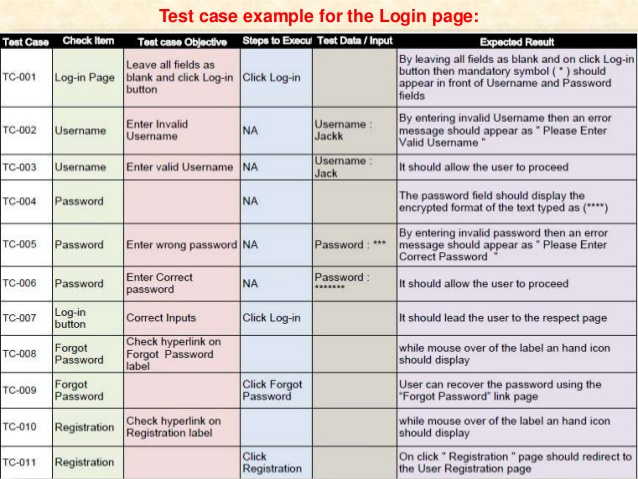 Test case example for the Login page:
Test Case Check Item Test case Objective Steps to Execu Test Data / Input Expected Result
TC-001 Log-in Page Leave all fields as blank and click Log-in button Click Log-in By leaving all fields as blank and on click Log-in button then mandatory symbol ( * ) should appear in front of Username and Password fields
TC-002 Username Enter Invalid Username NA Username : Jackk By entering invalid Username then an error message should appear as " Please Enter Valid Username "
TC-003 Username Enter valid Username NA Username : Jack It should allow the user to proceed
TC-004 Password NA The password field should display the encrypted format of the text typed as (****)
TC-005 Password Enter wrong password NA Password : *** By entering invalid password then an error message should appear as " Please Enter Correct Password "
TC-006 Password Enter Correct password NA Password : ******* It should allow the user to proceed
TC-007 Log-in button Correct Inputs Click Log-in It should lead the user to the respect page
TC-008 Forgot Password Check hyperlink on Forgot Password label while mouse over of the label an hand icon should display
TC-009 Forgot Password Click Forgot Password User can recover the password using the "Forgot Password" link page
TC-010 Registration Check hyperlink on Registration label while mouse over of the label an hand icon should display
TC-011 Registration Click Registration On click " Registration " page should redirect to the User Registration page